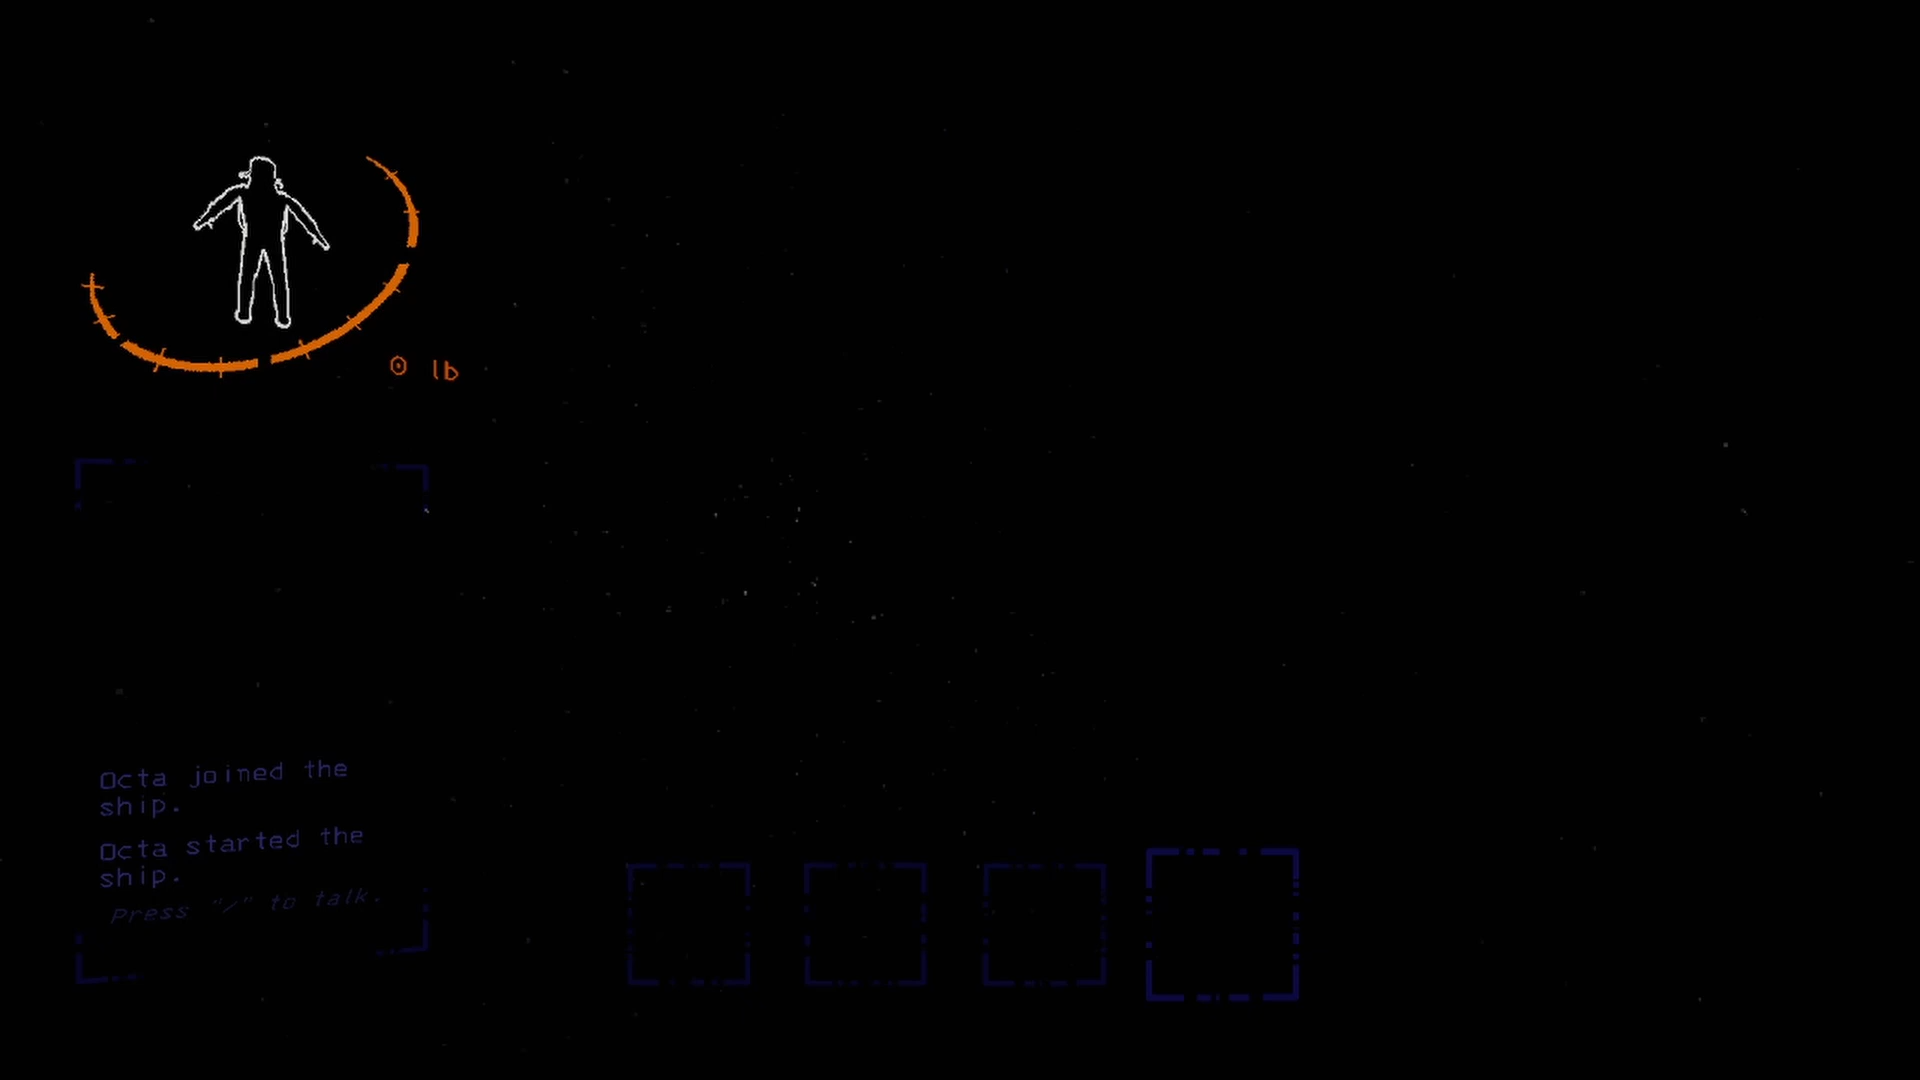 0 lb
Octa joined the
ship.
Octa started the
ship.
Press "/" to talk.